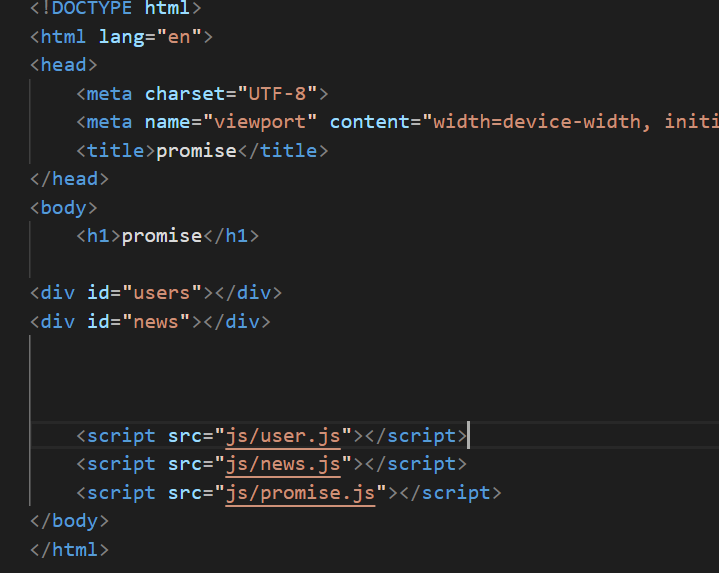 <!DOCTYPE html>
<html lang="en">
<head>
<meta charset="UTF-8">
<meta name="viewport" content="width=device-width, initi
<title>promise</title>
</head>
<body>
<h1>promise</h1>
<div id="users"></div>
<div id="news"></div>
<script src="js/user.js"></script>
<script src="js/news.js"></script>
<script src="js/promise.js"></script>
</body>
</html>